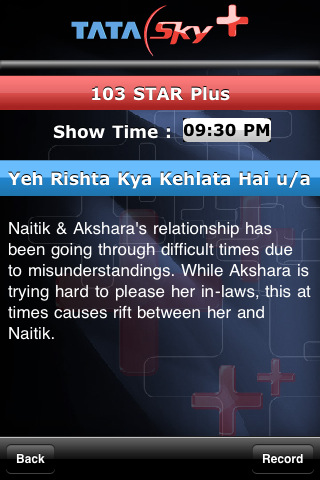 TATA Sky+
103 STAR Plus
Show Time : 09:30 PM
Yeh Rishta Kya Kehlata Hai u/a
Naitik & Akshara's relationship has
been going through difficult times due
to misunderstandings. While Akshara is
trying hard to please her in-laws, this at
times causes rift between her and
Naitik.
Back Record